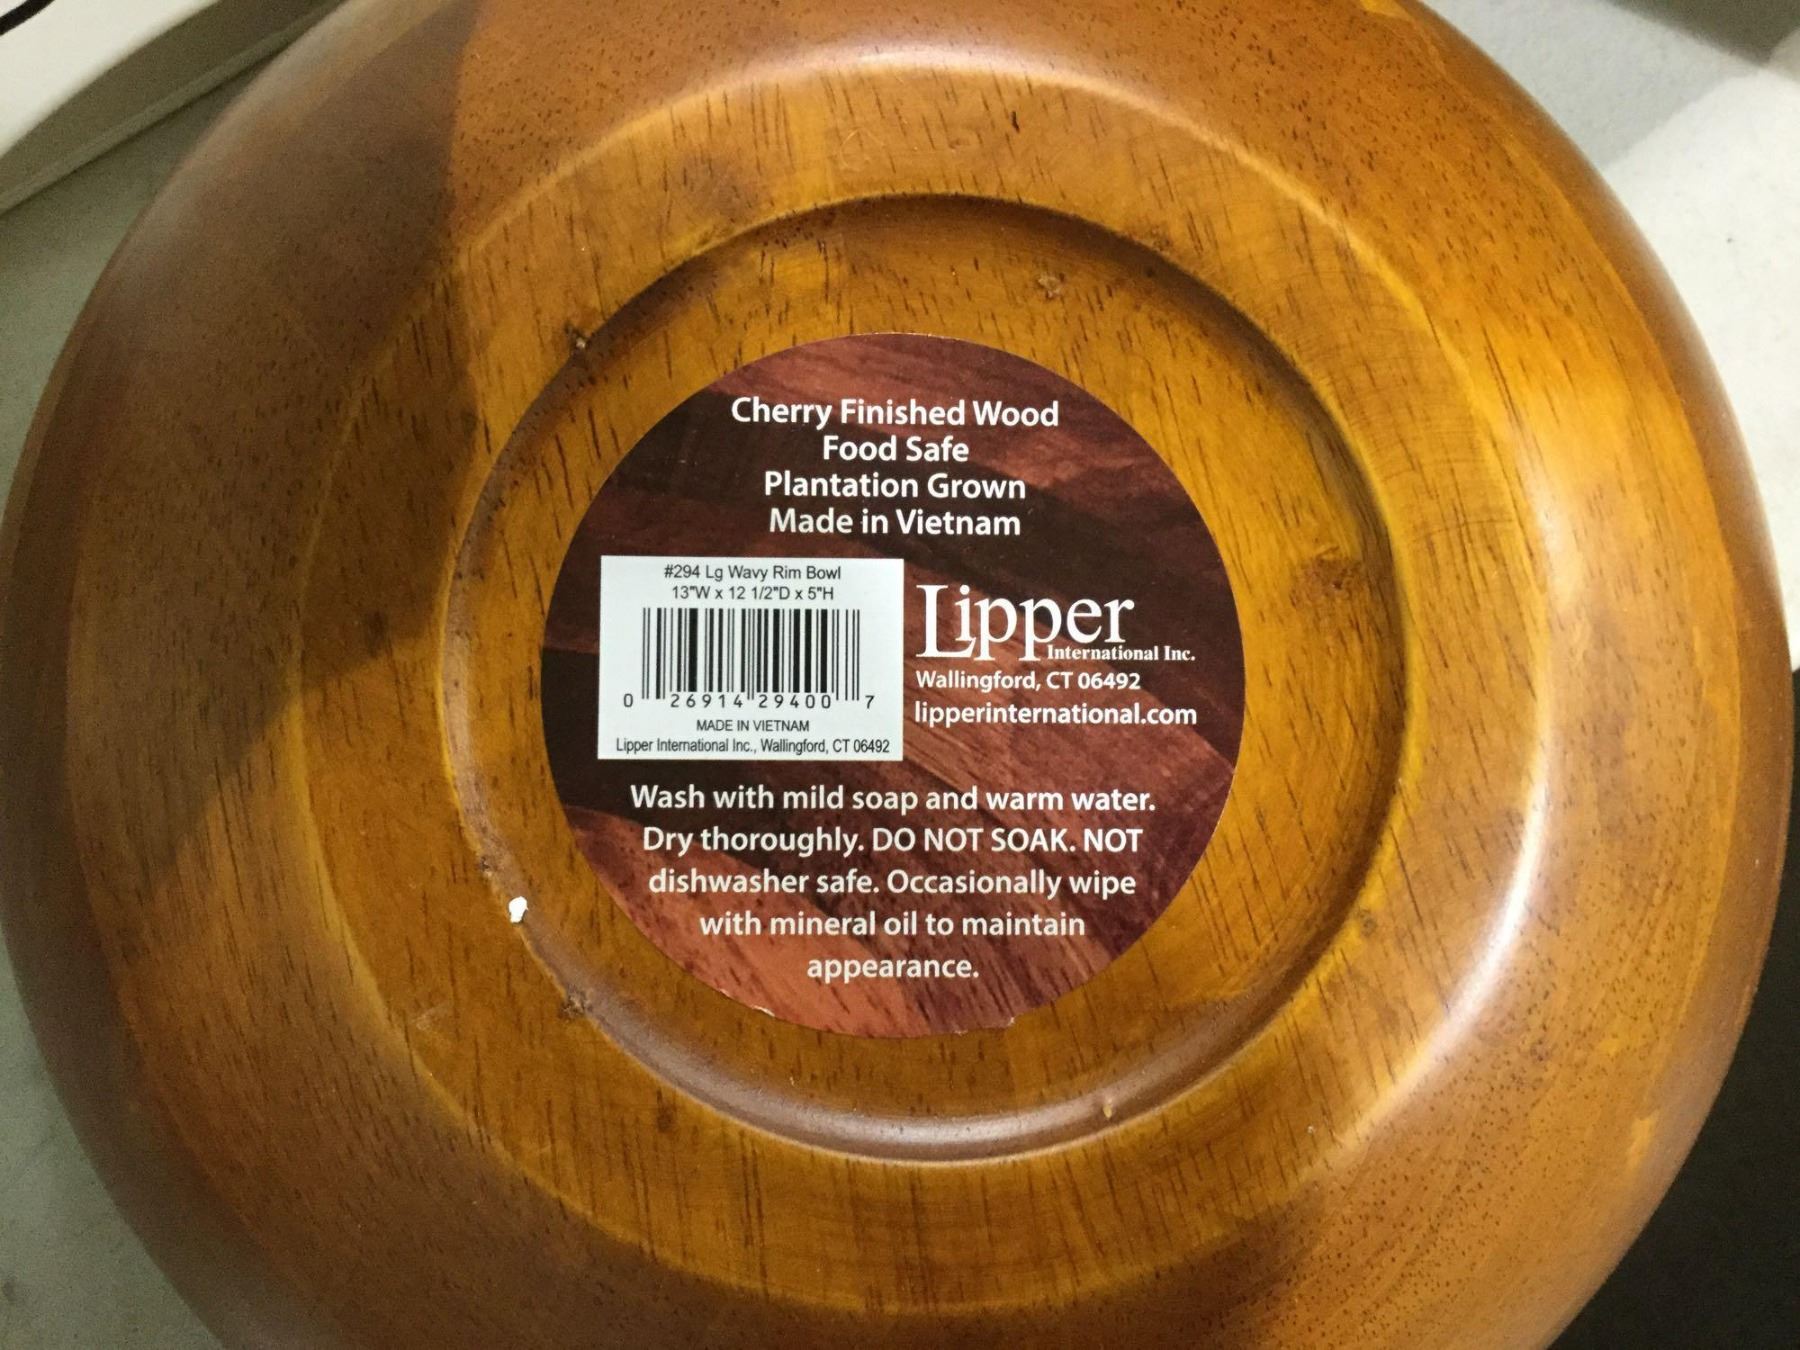 Cherry Finished Wood
Food Safe
Plantation Grown
Made in Vietnam
#294 Lg Wavy Rim Bowl
13"W x 12 1/2"D x 5"H
0 26914 29400 7
MADE IN VIETNAM
Lipper International Inc., Wallingford, CT 06492
Lipper
International Inc.
Wallingford, CT 06492
lipperinternational.com
Wash with mild soap and warm water.
Dry thoroughly. DO NOT SOAK. NOT
dishwasher safe. Occasionally wipe
with mineral oil to maintain
appearance.